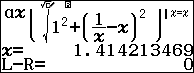 αx(√1²+(1/x-x)²)|x=x
x= 1.414213469
L-R= 0